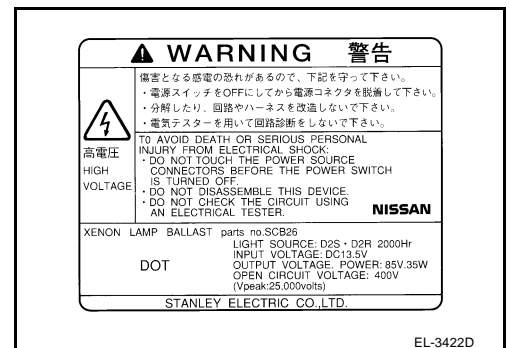 WARNING 警告
傷害となる感電の恐れがあるので、下記を守って下さい。
・電源スイッチをOFFにしてから電源コネクタを脱着して下さい。
・分解したり、回路やハーネスを改造しないで下さい。
・電気テスターを用いて回路診断をしないで下さい。
高電圧
HIGH
VOLTAGE
TO AVOID DEATH OR SERIOUS PERSONAL
INJURY FROM ELECTRICAL SHOCK:
・DO NOT TOUCH THE POWER SOURCE
CONNECTORS BEFORE THE POWER SWITCH
IS TURNED OFF.
・DO NOT DISASSEMBLE THIS DEVICE.
・DO NOT CHECK THE CIRCUIT USING
AN ELECTRICAL TESTER.
NISSAN
XENON LAMP BALLAST parts no.SCB26
DOT
LIGHT SOURCE: D2S・D2R 2000Hr
INPUT VOLTAGE: DC13.5V
OUTPUT VOLTAGE. POWER: 85V.35W
OPEN CIRCUIT VOLTAGE: 400V
(Vpeak:25,000volts)
STANLEY ELECTRIC CO.,LTD.
EL-3422D